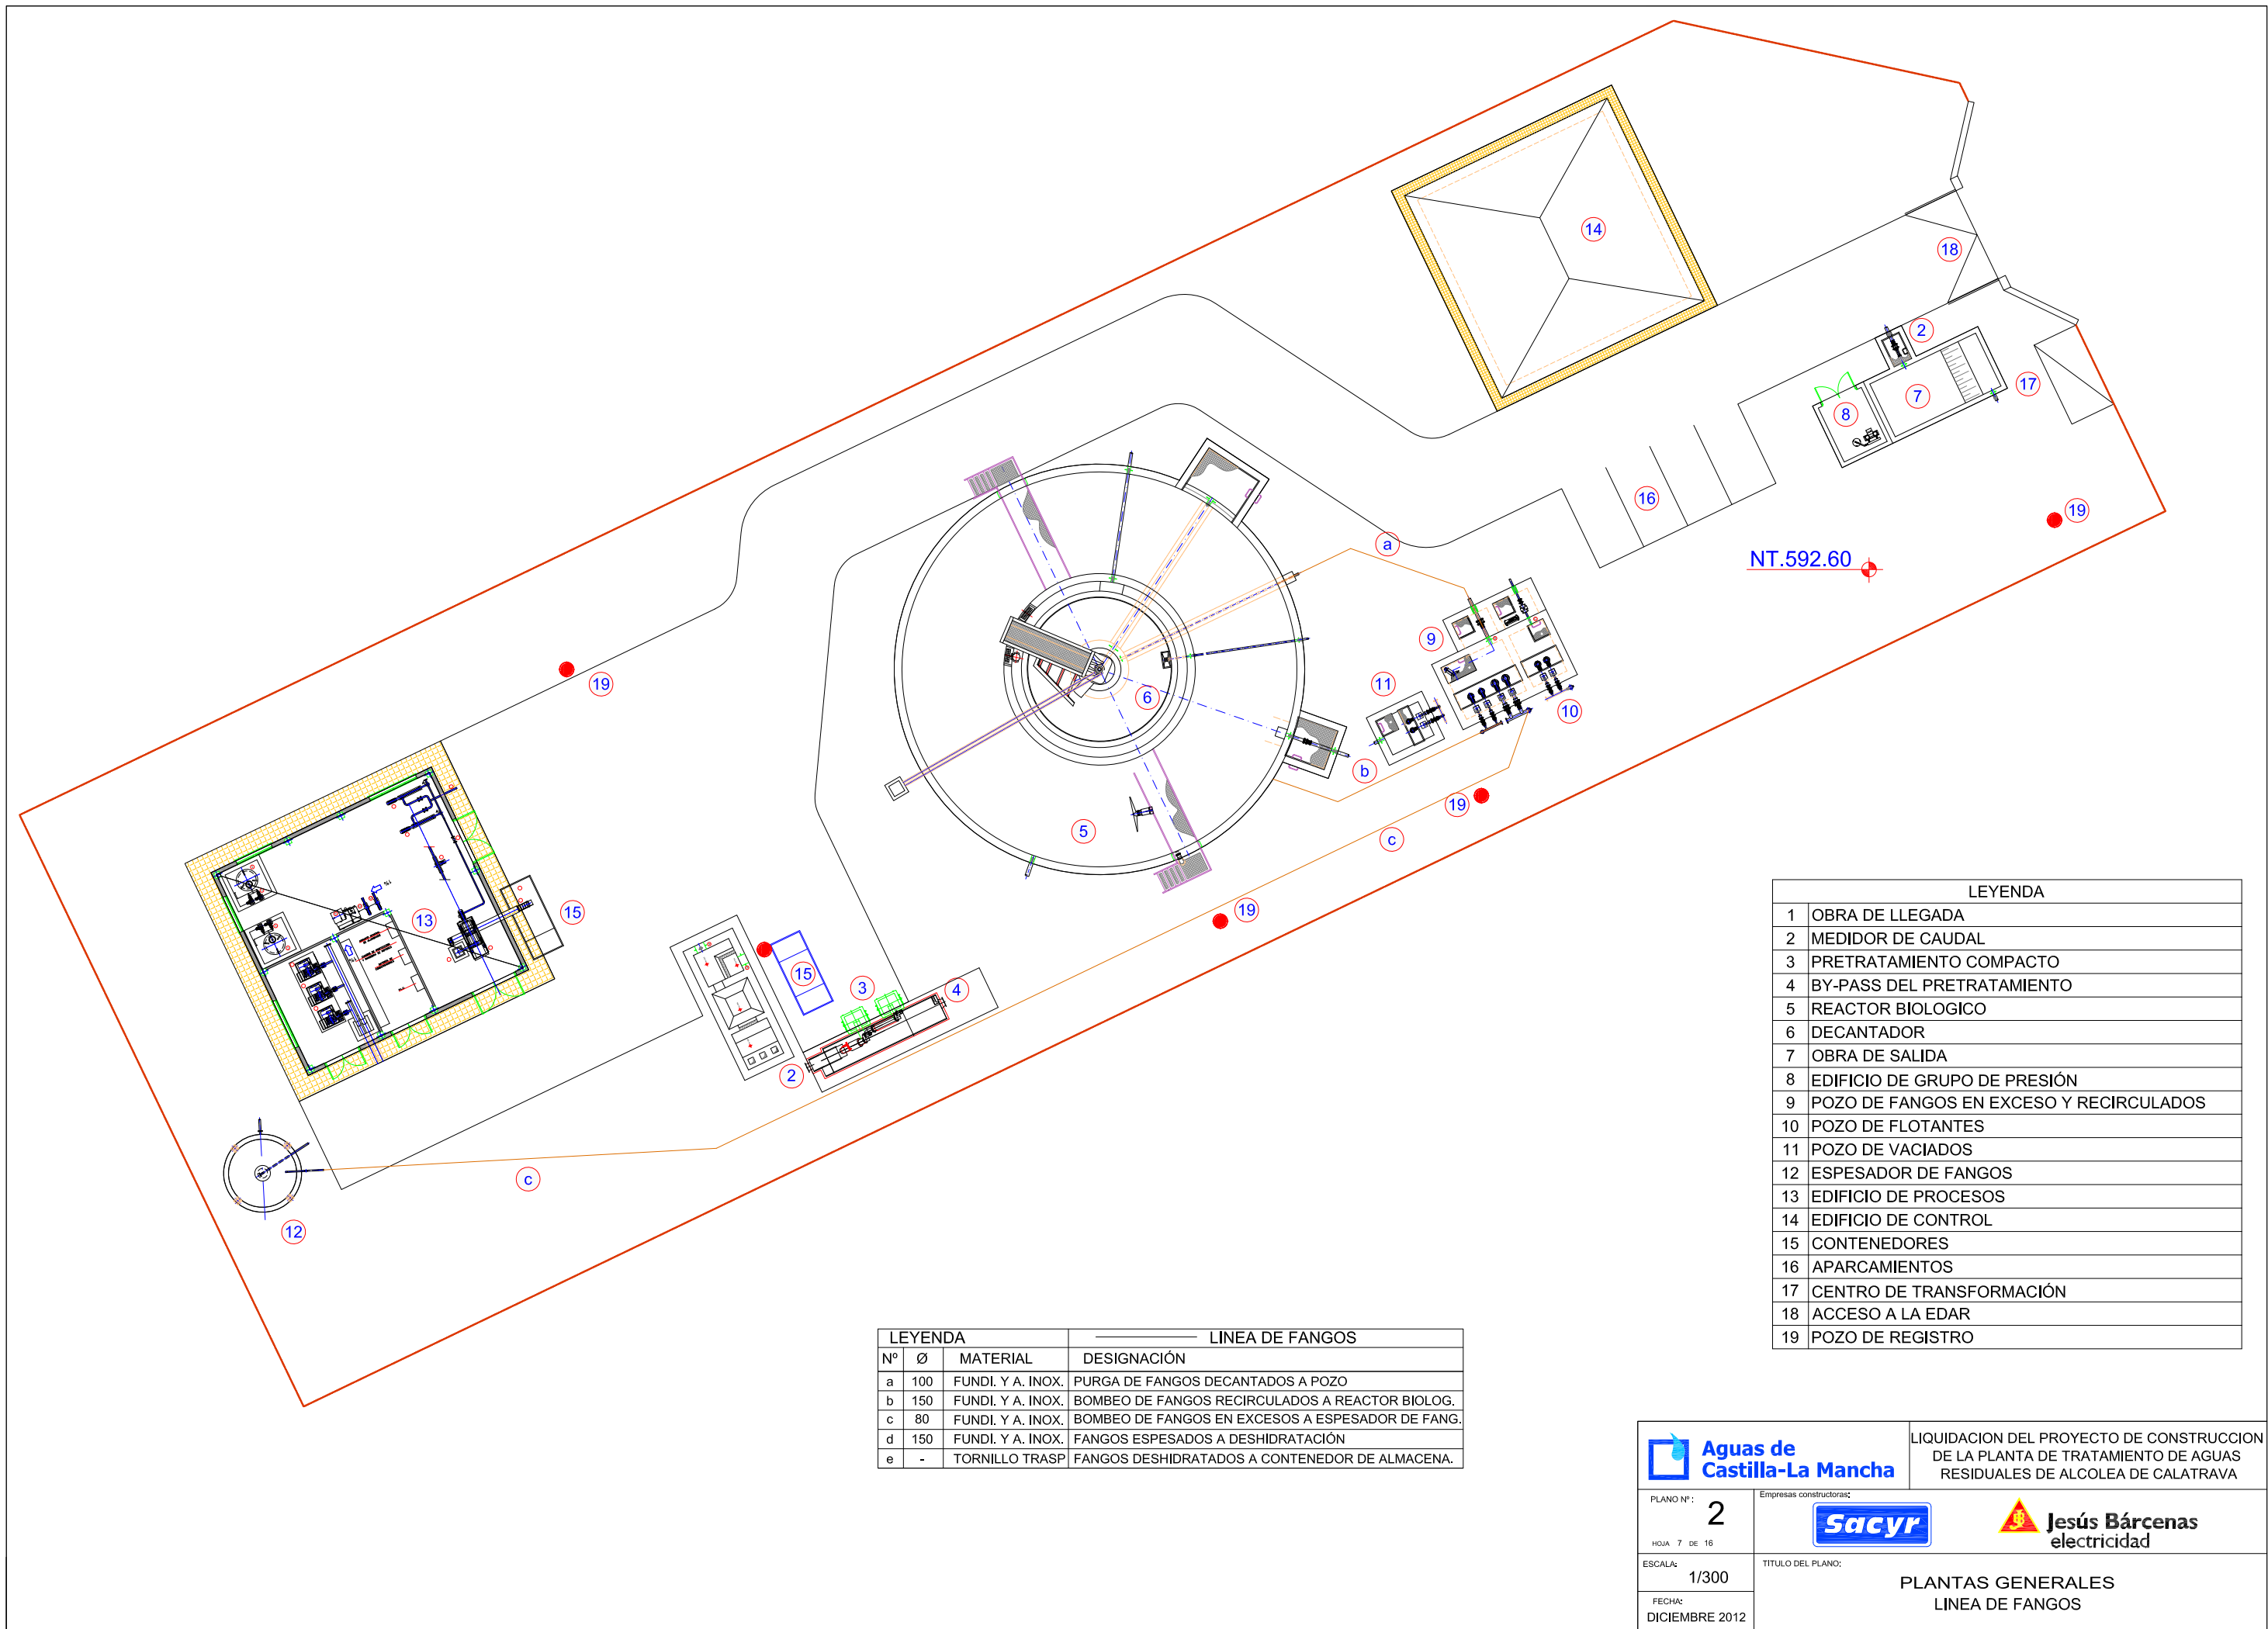 14
18
2
17
7
8
16
19
a
NT.592.60
9
19
11
6
10
b
19
5
c
15
13
19
15
3
4
2
c
12
LEYENDA
1 OBRA DE LLEGADA
2 MEDIDOR DE CAUDAL
3 PRETRATAMIENTO COMPACTO
4 BY-PASS DEL PRETRATAMIENTO
5 REACTOR BIOLOGICO
6 DECANTADOR
7 OBRA DE SALIDA
8 EDIFICIO DE GRUPO DE PRESIÓN
9 POZO DE FANGOS EN EXCESO Y RECIRCULADOS
10 POZO DE FLOTANTES
11 POZO DE VACIADOS
12 ESPESADOR DE FANGOS
13 EDIFICIO DE PROCESOS
14 EDIFICIO DE CONTROL
15 CONTENEDORES
16 APARCAMIENTOS
17 CENTRO DE TRANSFORMACIÓN
18 ACCESO A LA EDAR
19 POZO DE REGISTRO
LEYENDA LINEA DE FANGOS
Nº Ø MATERIAL DESIGNACIÓN
a 100 FUNDI. Y A. INOX. PURGA DE FANGOS DECANTADOS A POZO
b 150 FUNDI. Y A. INOX. BOMBEO DE FANGOS RECIRCULADOS A REACTOR BIOLOG.
c 80 FUNDI. Y A. INOX. BOMBEO DE FANGOS EN EXCESOS A ESPESADOR DE FANG.
d 150 FUNDI. Y A. INOX. FANGOS ESPESADOS A DESHIDRATACIÓN
e - TORNILLO TRASP FANGOS DESHIDRATADOS A CONTENEDOR DE ALMACENA.
Aguas de
Castilla-La Mancha
LIQUIDACION DEL PROYECTO DE CONSTRUCCION
DE LA PLANTA DE TRATAMIENTO DE AGUAS
RESIDUALES DE ALCOLEA DE CALATRAVA
PLANO Nº:
2
HOJA 7 DE 16
Empresas constructoras:
Sacyr
Jesús Bárcenas
electricidad
ESCALA:
1/300
FECHA:
DICIEMBRE 2012
TITULO DEL PLANO:
PLANTAS GENERALES
LINEA DE FANGOS